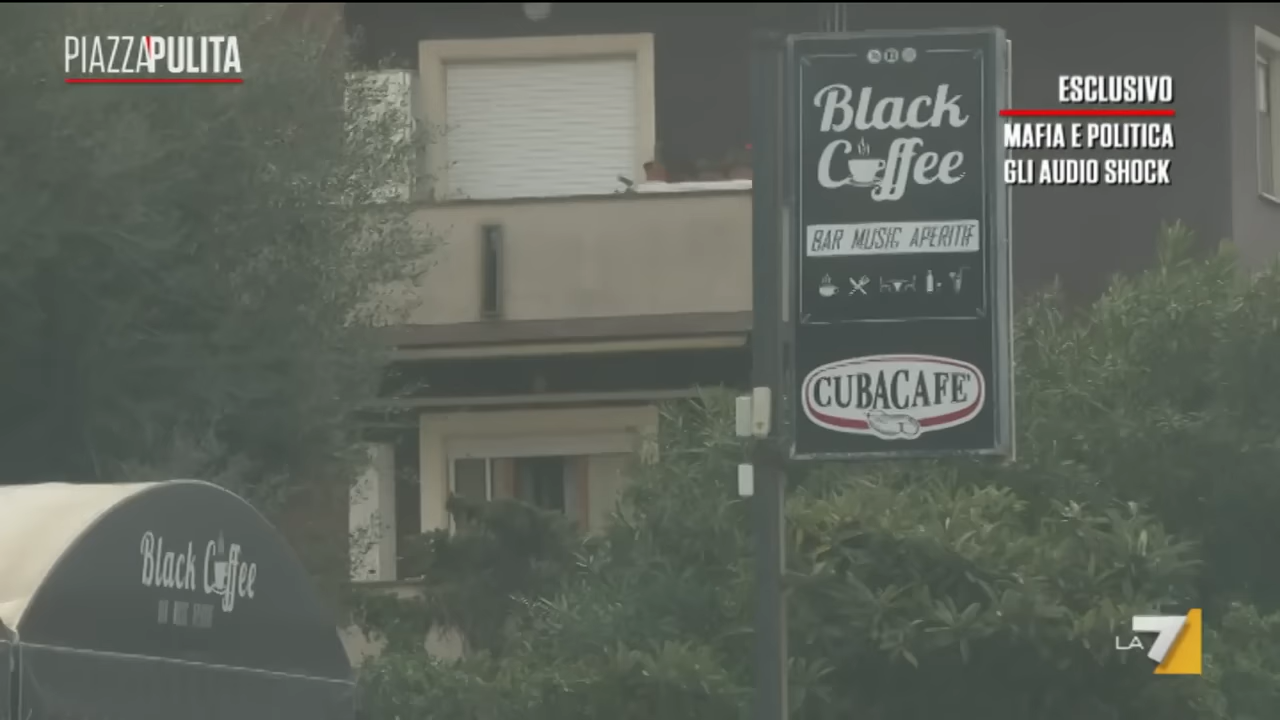 PIAZZAPULITA
ESCLUSIVO
MAFIA E POLITICA
GLI AUDIO SHOCK
Black
Coffee
BAR MUSIC APERITIF
CUBACAFE'
Black Coffee
LA7